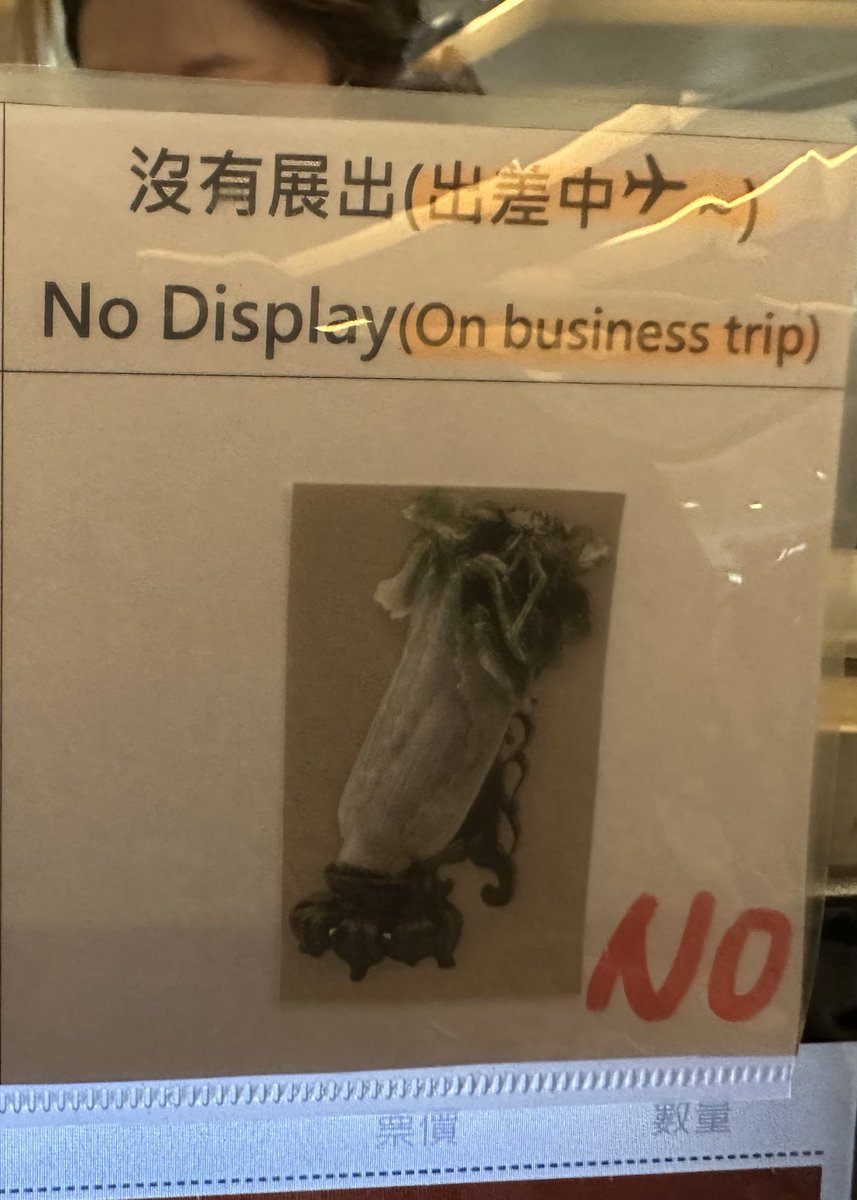 沒有展出(出差中✈~)
No Display(On business trip)
NO
票價 數量